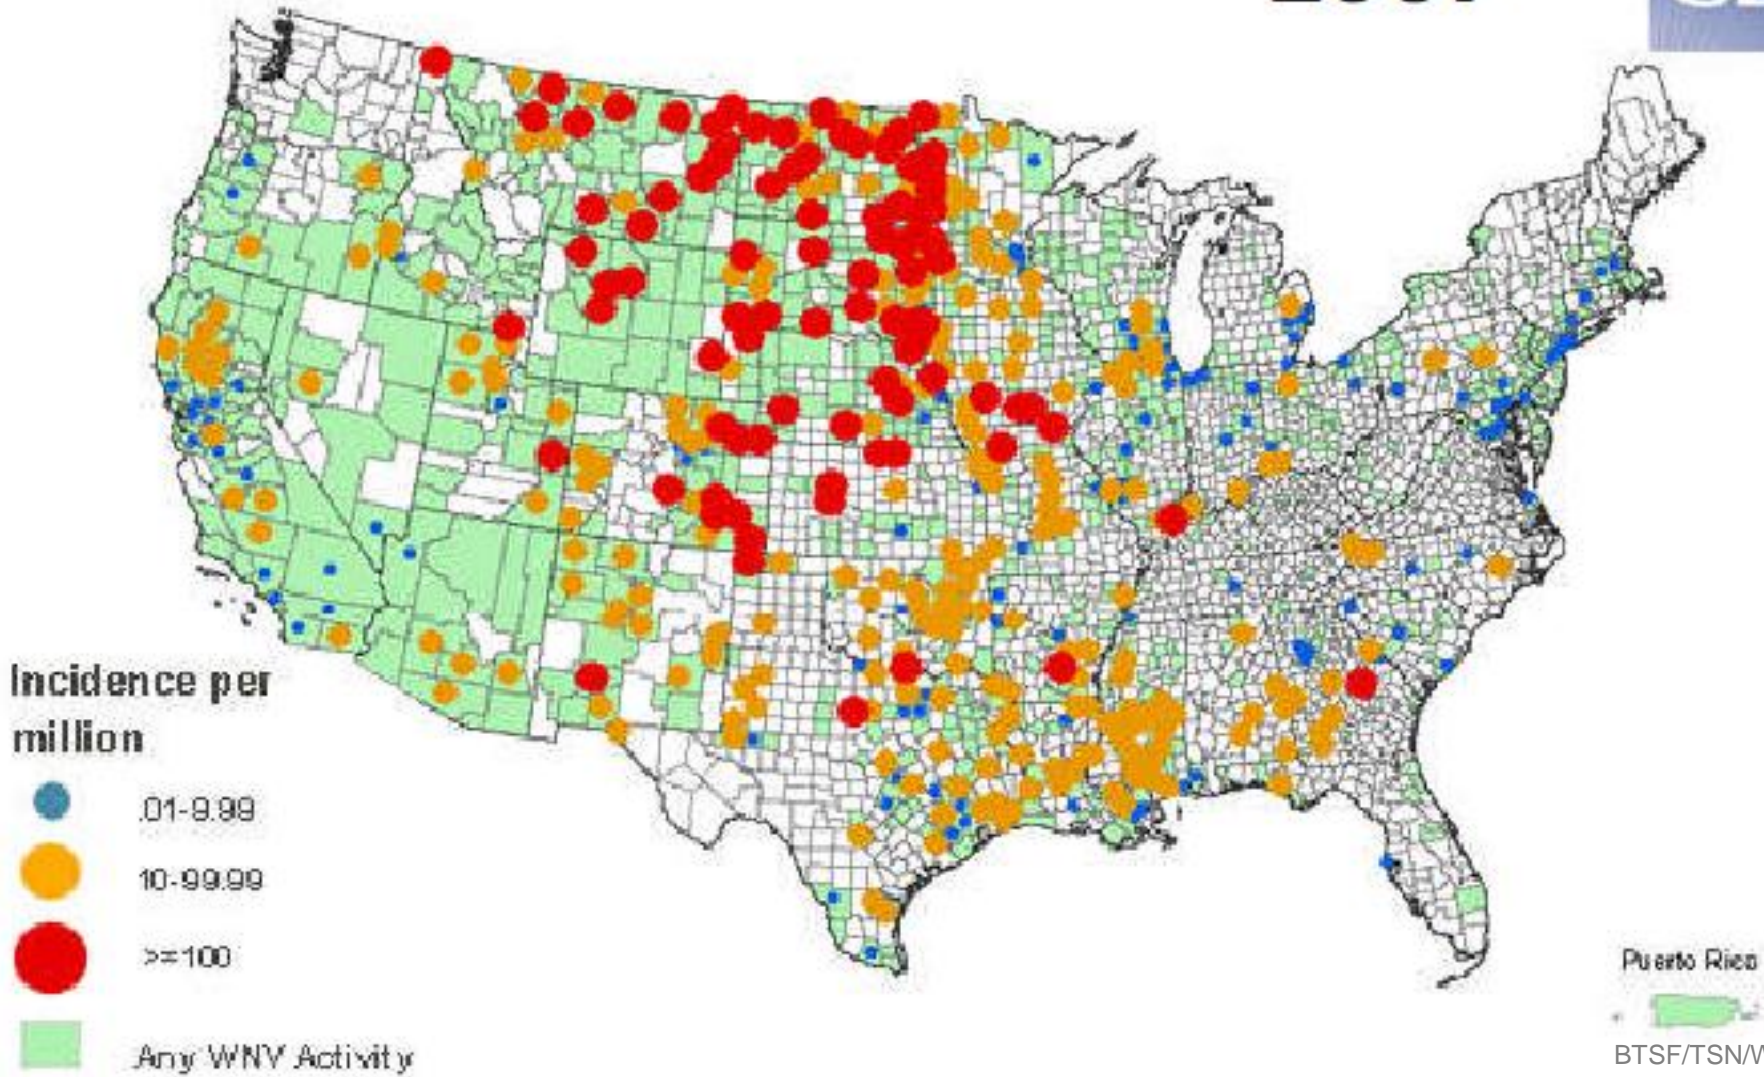 Incidence per
million
.01-9.99
10-99.99
>=100
Any WNV Activity
Puerto Rico
BTSF/TSN/